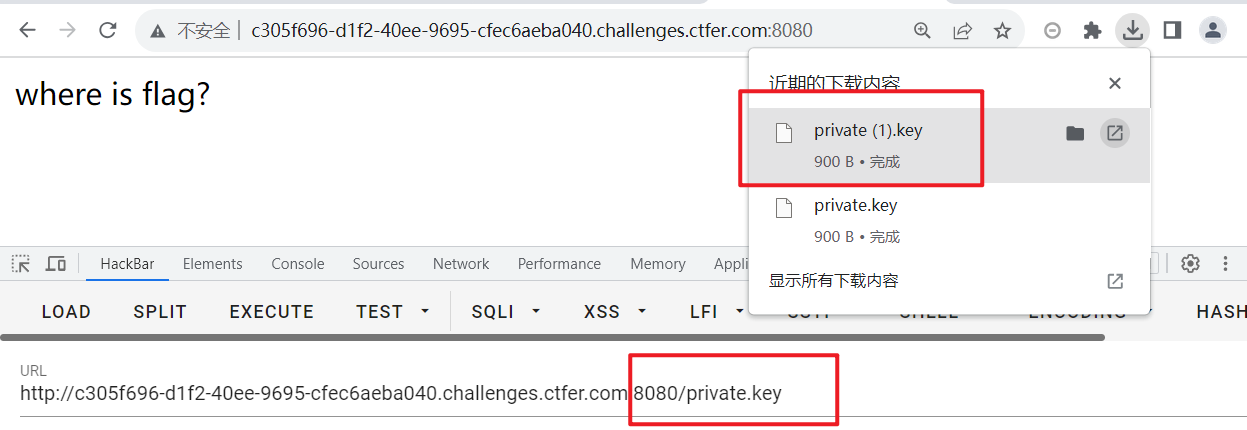 不安全 | c305f696-d1f2-40ee-9695-cfec6aeba040.challenges.ctfer.com:8080
where is flag?
近期的下载内容
private (1).key
900 B • 完成
private.key
900 B • 完成
显示所有下载内容
HackBar Elements Console Sources Network Performance Memory Appli
LOAD SPLIT EXECUTE TEST SQLI XSS LFI SSTI SHELL ENCODING HASH
URL
http://c305f696-d1f2-40ee-9695-cfec6aeba040.challenges.ctfer.com:8080/private.key